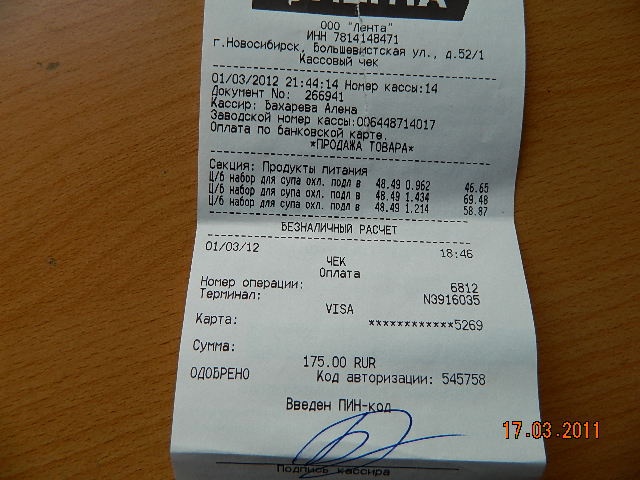 ООО "Лента"
ИНН 7814148471
г.Новосибирск, Большевистская ул., д.52/1
Кассовый чек
01/03/2012 21:44:14 Номер кассы:14
Документ No: 266941
Кассир: Бахарева Алена
Заводской номер кассы:006448714017
Оплата по банковской карте.
*ПРОДАЖА ТОВАРА*
Секция: Продукты питания
Ц/б набор для супа охл. подл в 48.49 0.962 46.65
Ц/б набор для супа охл. подл в 48.49 1.434 69.48
Ц/б набор для супа охл. подл в 48.49 1.214 58.87
БЕЗНАЛИЧНЫЙ РАСЧЕТ
01/03/12 18:46
ЧЕК
Оплата
Номер операции: 6812
Терминал: N3916035
VISA
Карта: ************5269
Сумма:
175.00 RUR
ОДОБРЕНО Код авторизации: 545758
Введен ПИН-код
Подпись кассира
17.03.2011